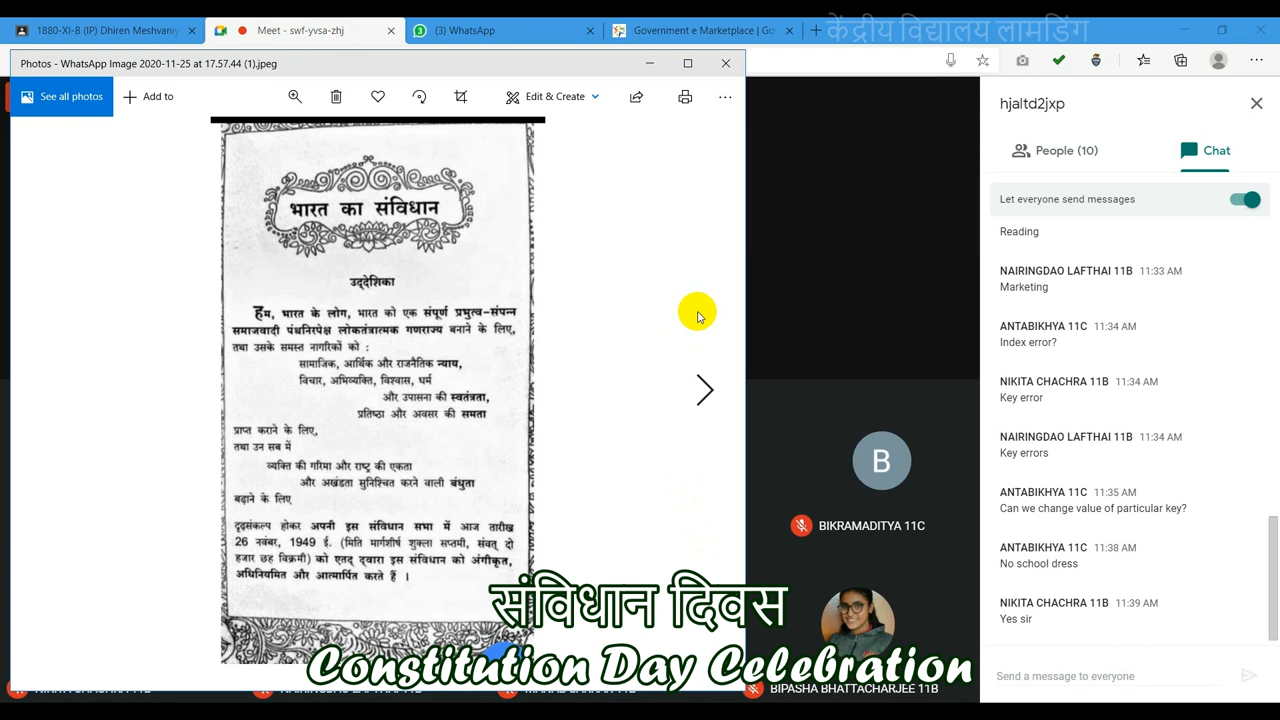 1880-XI-B (IP) Dhiren Meshvaniy
Meet - swf-yvsa-zhj
(3) WhatsApp
Government e Marketplace | Go
केंद्रीय विद्यालय लामडिंग
Photos - WhatsApp Image 2020-11-25 at 17.57.44 (1).jpeg
See all photos
Add to
Edit & Create
भारत का संविधान
उद्देशिका
हम, भारत के लोग, भारत को एक संपूर्ण प्रभुत्व-संपन्न
समाजवादी पंथनिरपेक्ष लोकतंत्रात्मक गणराज्य बनाने के लिए,
तथा उसके समस्त नागरिकों को :
सामाजिक, आर्थिक और राजनैतिक न्याय,
विचार, अभिव्यक्ति, विश्वास, धर्म
और उपासना की स्वतंत्रता,
प्रतिष्ठा और अवसर की समता
प्राप्त कराने के लिए,
तथा उन सब में
व्यक्ति की गरिमा और राष्ट्र की एकता
और अखंडता सुनिश्चित करने वाली बंधुता
बढ़ाने के लिए
दृढ़संकल्प होकर अपनी इस संविधान सभा में आज तारीख
26 नवंबर, 1949 ई. (मिति मार्गशीर्ष शुक्ला सप्तमी, संवत् दो
हजार छह विक्रमी) को एतद् द्वारा इस संविधान को अंगीकृत,
अधिनियमित और आत्मार्पित करते हैं ।
B
BIKRAMADITYA 11C
BIPASHA BHATTACHARJEE 11B
संविधान दिवस
Constitution Day Celebration
hjaltd2jxp
People (10)
Chat
Let everyone send messages
Reading
NAIRINGDAO LAFTHAI 11B 11:33 AM
Marketing
ANTABIKHYA 11C 11:34 AM
Index error?
NIKITA CHACHRA 11B 11:34 AM
Key error
NAIRINGDAO LAFTHAI 11B 11:34 AM
Key errors
ANTABIKHYA 11C 11:35 AM
Can we change value of particular key?
ANTABIKHYA 11C 11:38 AM
No school dress
NIKITA CHACHRA 11B 11:39 AM
Yes sir
Send a message to everyone